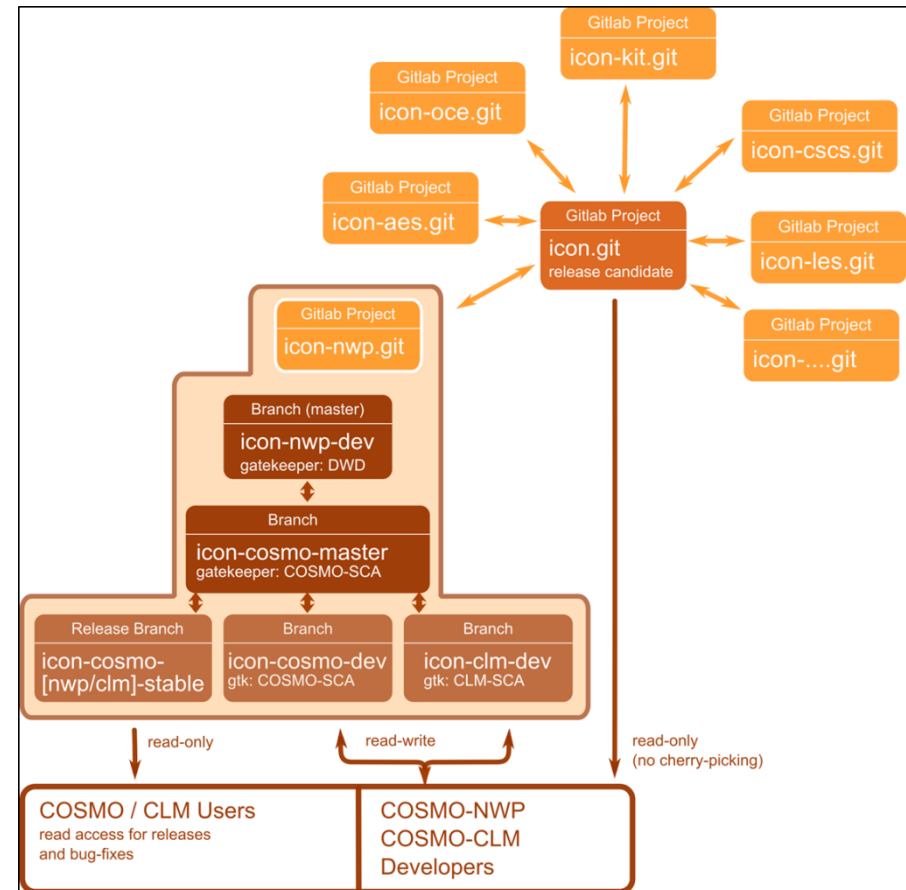 Gitlab Project
icon-kit.git
Gitlab Project
icon-oce.git
Gitlab Project
icon-cscs.git
Gitlab Project
icon-aes.git
Gitlab Project
icon.git
release candidate
Gitlab Project
icon-les.git
Gitlab Project
icon-nwp.git
Gitlab Project
icon-....git
Branch (master)
icon-nwp-dev
gatekeeper: DWD
Branch
icon-cosmo-master
gatekeeper: COSMO-SCA
Release Branch
icon-cosmo-
[nwp/clm]-stable
Branch
icon-cosmo-dev
gtk: COSMO-SCA
Branch
icon-clm-dev
gtk: CLM-SCA
read-only
read-write
read-only
(no cherry-picking)
COSMO / CLM Users
read access for releases
and bug-fixes
COSMO-NWP
COSMO-CLM
Developers